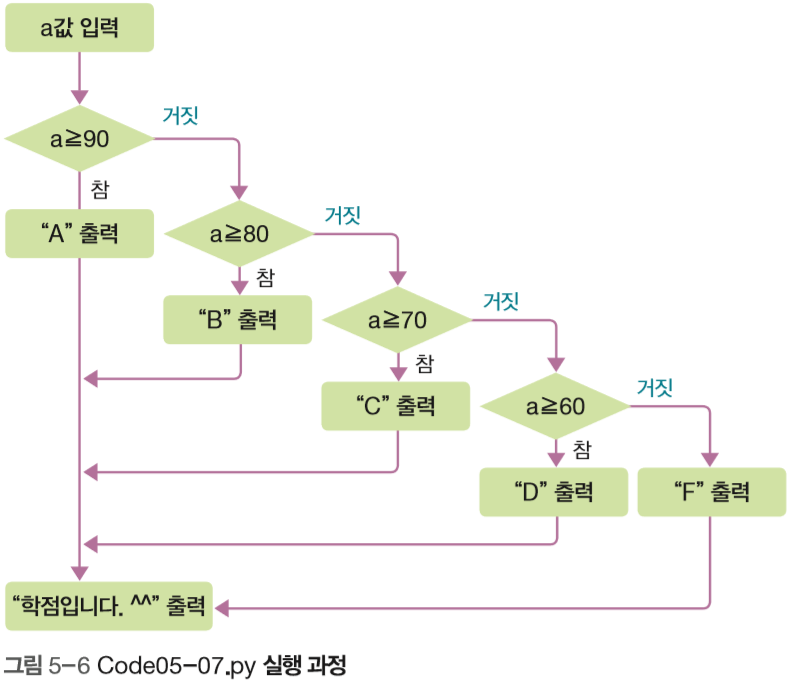 a값 입력
a≧90
거짓
참
“A” 출력
a≧80
거짓
참
“B” 출력
a≧70
거짓
참
“C” 출력
a≧60
거짓
참
“D” 출력
“F” 출력
“학점입니다. ^^” 출력
그림 5-6 Code05-07.py 실행 과정